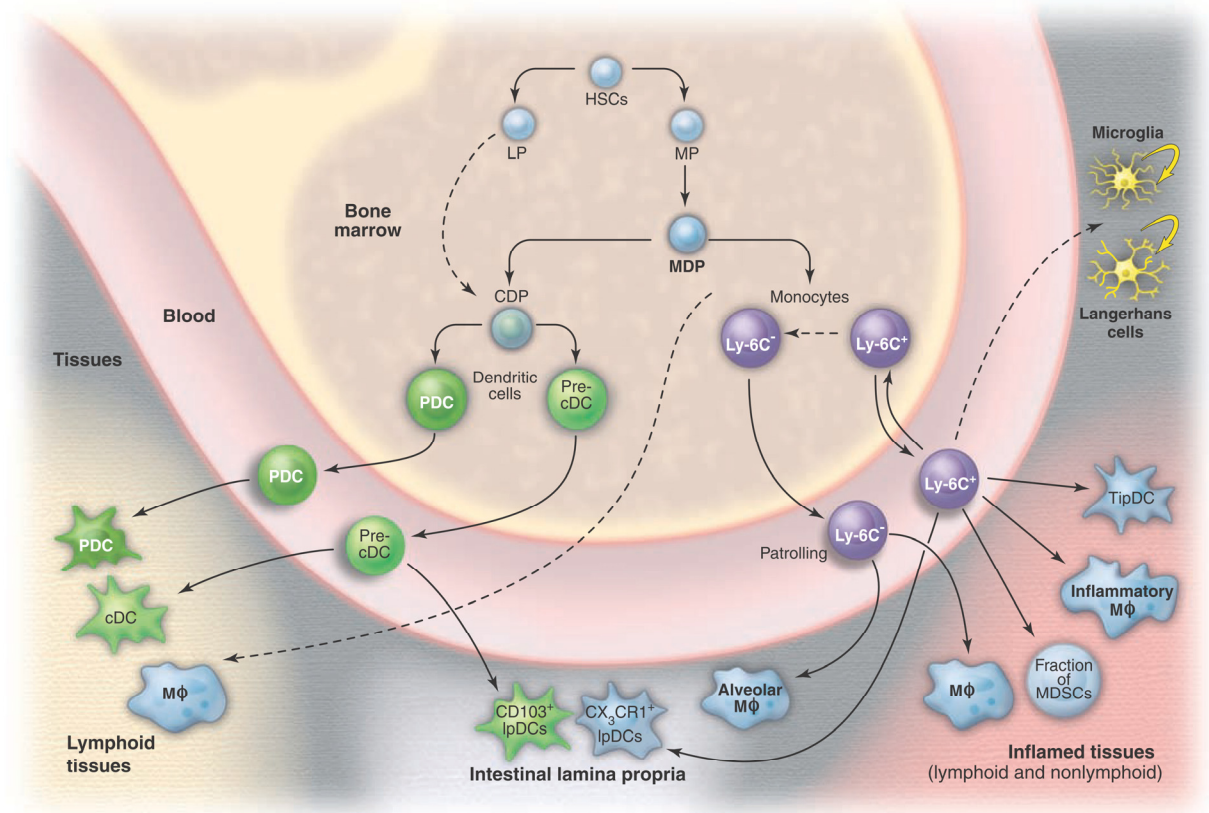 HSCs
LP
MP
Bone
marrow
MDP
CDP
Monocytes
Ly-6C-
Ly-6C+
Microglia
Langerhans
cells
Blood
Tissues
PDC
Dendritic
cells
Pre-
cDC
PDC
Pre-
cDC
Ly-6C+
Patrolling
Ly-6C-
TipDC
PDC
cDC
MΦ
Inflammatory
MΦ
Fraction
of
MDSCs
MΦ
Alveolar
MΦ
CD103+
lpDCs
CX3CR1+
lpDCs
Lymphoid
tissues
Intestinal lamina propria
Inflamed tissues
(lymphoid and nonlymphoid)